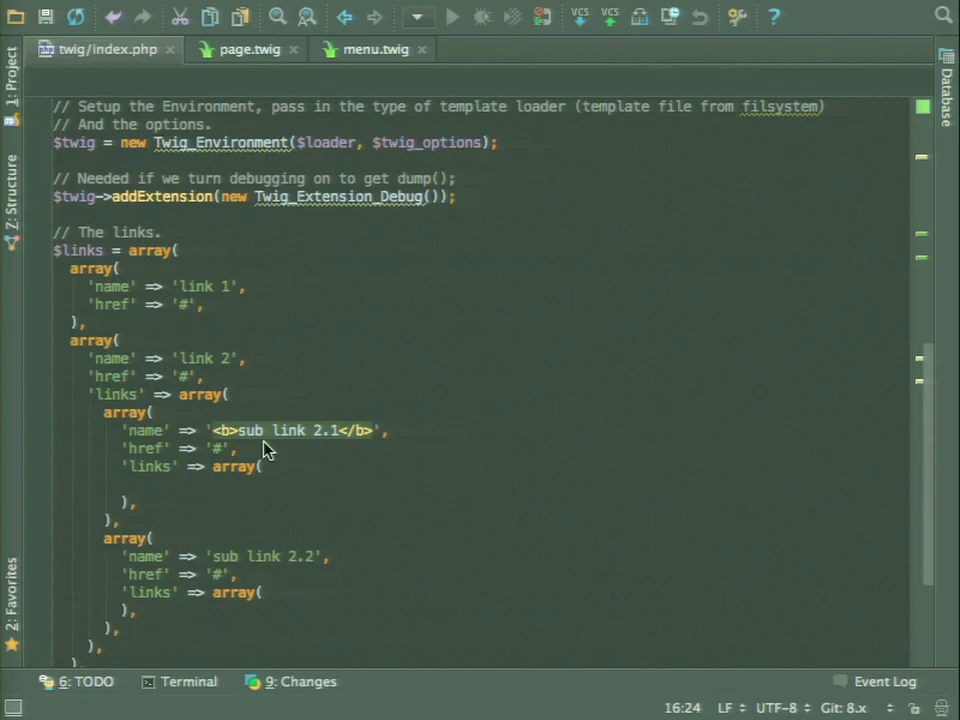 VCS VCS
twig/index.php page.twig menu.twig
1: Project
Z: Structure
2: Favorites
Database
// Setup the Environment, pass in the type of template loader (template file from filsystem)
// And the options.
$twig = new Twig_Environment($loader, $twig_options);
// Needed if we turn debugging on to get dump();
$twig->addExtension(new Twig_Extension_Debug());
// The links.
$links = array(
array(
'name' => 'link 1',
'href' => '#',
),
array(
'name' => 'link 2',
'href' => '#',
'links' => array(
array(
'name' => '<b>sub link 2.1</b>',
'href' => '#',
'links' => array(
),
),
array(
'name' => 'sub link 2.2',
'href' => '#',
'links' => array(
),
),
),
),
6: TODO Terminal 9: Changes Event Log
16:24 LF UTF-8 Git: 8.x